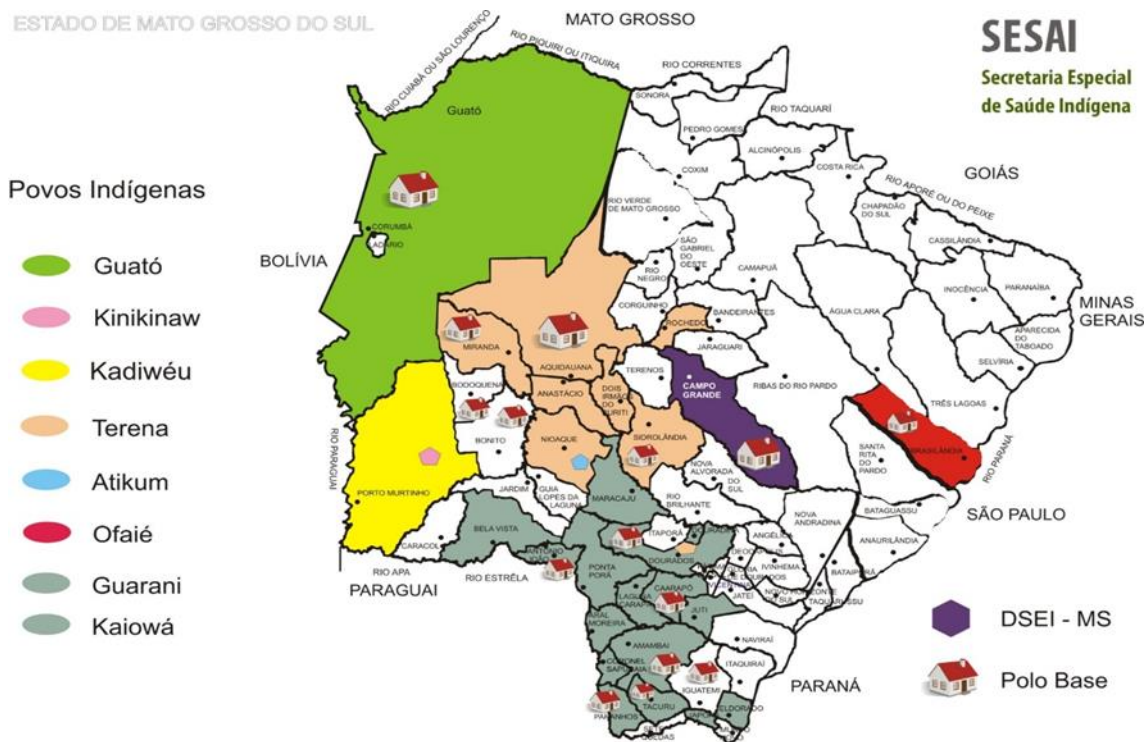 ESTADO DE MATO GROSSO DO SUL
MATO GROSSO
SESAI
Secretaria Especial
de Saúde Indígena
RIO CUIABÁ ou SÃO LOURENÇO
RIO PIQUIRI OU ITIQUIRA
RIO CORRENTES
SONORA
RIO TAQUARÍ
PEDRO GOMES
ALCINÓPOLIS
COXIM
COSTA RICA
RIO APORÉ OU DO PEIXE
GOIÁS
Guató
RIO VERDE
DE MATO GROSSO
CHAPADÃO
DO SUL
CASSILÂNDIA
CORUMBÁ
LADÁRIO
BOLÍVIA
SÃO
GABRIEL
DO
OESTE
RIO
NEGRO
CAMAPUÃ
INOCÊNCIA
PARANAÍBA
MINAS
GERAIS
CORGUINHO
BANDEIRANTES
ÁGUA CLARA
APARECIDA
DO
TABOADO
ROCHEDO
JARAGUARI
SELVÍRIA
MIRANDA
AQUIDAUANA
TERENOS
CAMPO
GRANDE
RIBAS DO RIO PARDO
TRÊS LAGOAS
BODOQUENA
ANASTÁCIO
DOIS
IRMÃOS
DO
BURITI
RIO PARANÁ
BONITO
NIOAQUE
SIDROLÂNDIA
BRASILÂNDIA
SANTA
RITA
DO PARDO
NOVA
ALVORADA
DO
SUL
RIO PARAGUAI
PORTO MURTINHO
JARDIM
GUIA
LOPES DA
LAGUNA
MARACAJU
RIO
BRILHANTE
NOVA
ANDRADINA
BATAGUASSU
SÃO PAULO
ANAURILÂNDIA
CARACOL
BELA VISTA
ITAPORÃ
ANGÉLICA
DEODÁPOLIS
IVINHEMA
BATAIPORÃ
RIO APA
RIO ESTRÊLA
PARAGUAI
PONTA
PORÃ
DOURADOS
JATEÍ
TAQUARUSSU
LAGUNA
CARAPÃ
CAARAPÓ
JUTI
ARAL
MOREIRA
NAVIRAÍ
AMAMBAI
ITAQUIRAÍ
PARANÁ
IGUATEMI
TACURU
PARANHOS
ELDORADO
Povos Indígenas
Guató
Kinikinaw
Kadiwéu
Terena
Atikum
Ofaié
Guarani
Kaiowá
DSEI - MS
Polo Base